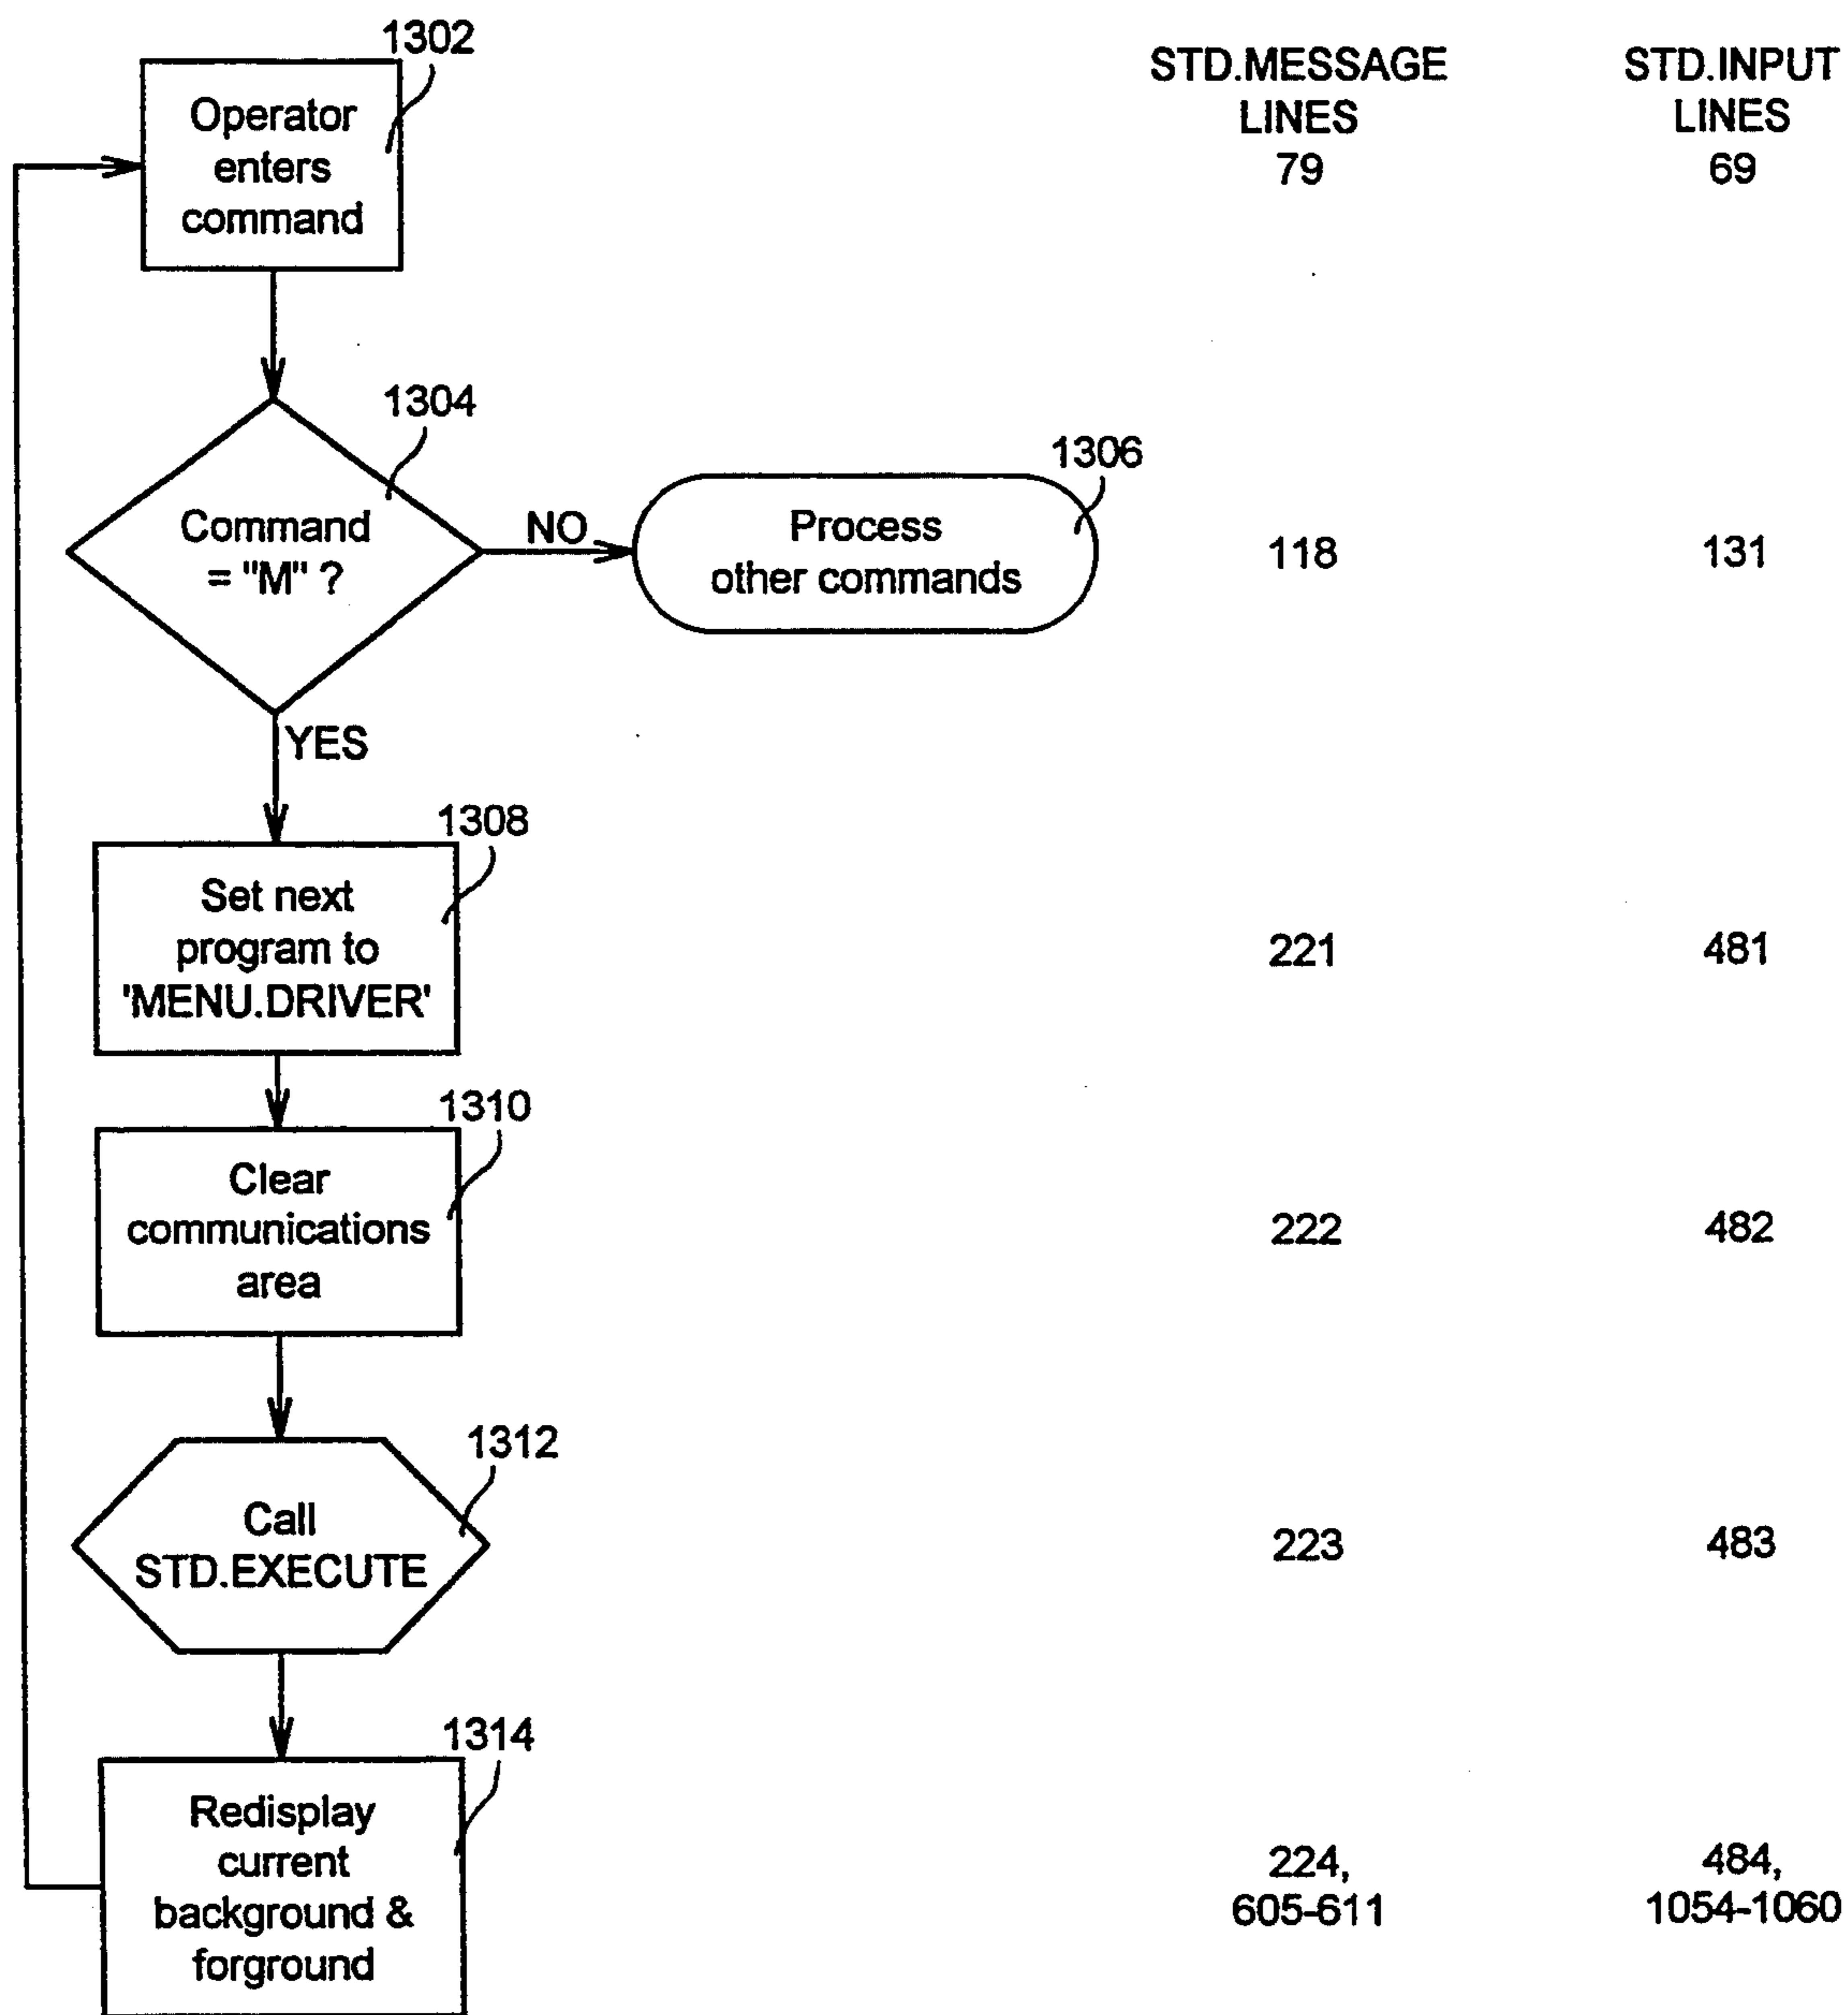 1302
Operator
enters
command
STD.MESSAGE
LINES
79
STD.INPUT
LINES
69
1304
Command
= "M" ?
NO
1306
Process
other commands
118
131
YES
1308
Set next
program to
'MENU.DRIVER'
221
481
1310
Clear
communications
area
222
482
1312
Call
STD.EXECUTE
223
483
1314
Redisplay
current
background &
forground
224,
605-611
484,
1054-1060